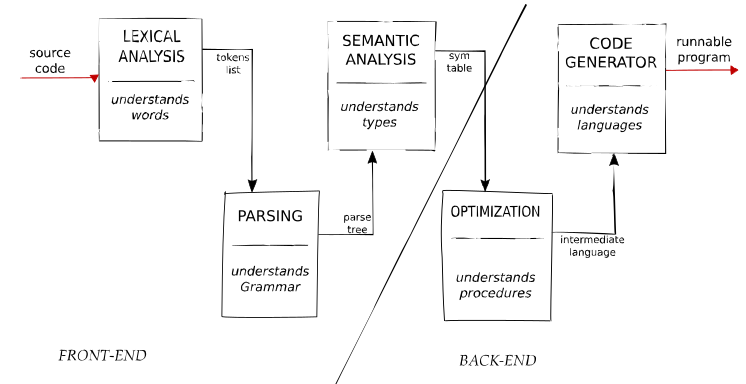 source
code
LEXICAL
ANALYSIS
understands
words
tokens
list
PARSING
understands
Grammar
parse
tree
SEMANTIC
ANALYSIS
understands
types
sym
table
OPTIMIZATION
understands
procedures
intermediate
language
CODE
GENERATOR
understands
languages
runnable
program
FRONT-END
BACK-END